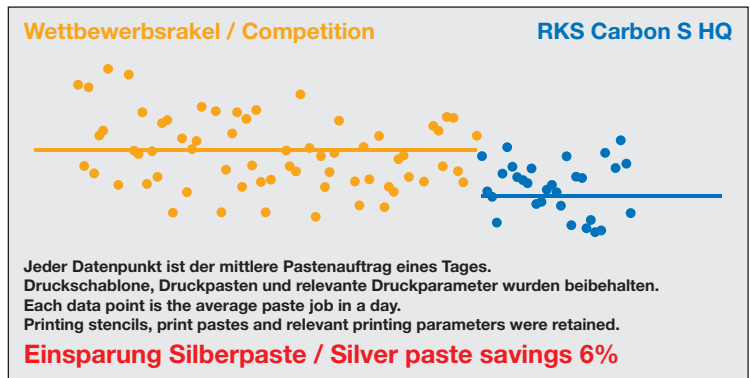 Wettbewerbsrakel / Competition
RKS Carbon S HQ
Jeder Datenpunkt ist der mittlere Pastenauftrag eines Tages.
Druckschablone, Druckpasten und relevante Druckparameter wurden beibehalten.
Each data point is the average paste job in a day.
Printing stencils, print pastes and relevant printing parameters were retained.
Einsparung Silberpaste / Silver paste savings 6%